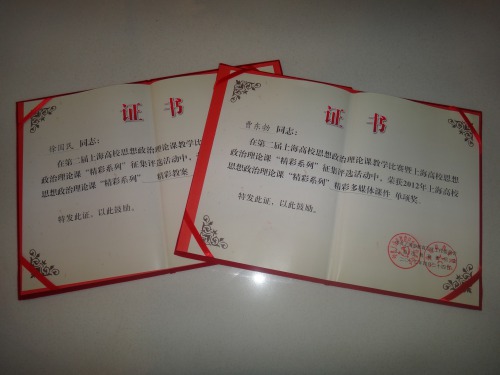 证 书
徐国民 同志：
在第二届上海高校思想政治理论课教学比
政治理论课“精彩系列”征集评选活动中，
思想政治理论课“精彩系列” 精彩教案
特发此证，以此鼓励。
证 书
曹东勃 同志：
在第二届上海高校思想政治理论课教学比赛暨上海高校思想
政治理论课“精彩系列”征集评选活动中，荣获2012年上海高校
思想政治理论课“精彩系列” 精彩多媒体课件 单项奖。
特发此证，以此鼓励。